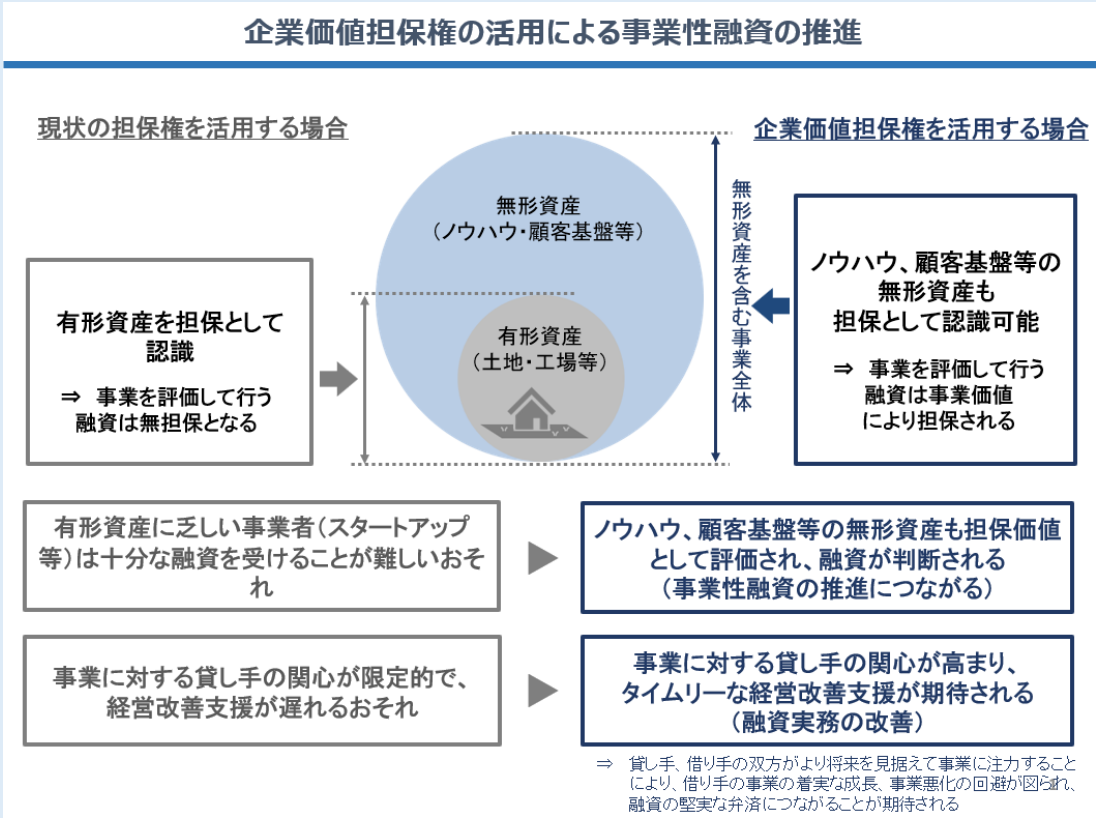 企業価値担保権の活用による事業性融資の推進
現状の担保権を活用する場合
企業価値担保権を活用する場合
無形資産
（ノウハウ・顧客基盤等）
有形資産
（土地・工場等）
無形資産を含む事業全体
有形資産を担保として
認識
⇒ 事業を評価して行う
融資は無担保となる
ノウハウ、顧客基盤等の
無形資産も
担保として認識可能
⇒ 事業を評価して行う
融資は事業価値
により担保される
有形資産に乏しい事業者（スタートアップ
等）は十分な融資を受けることが難しいおそ
れ
ノウハウ、顧客基盤等の無形資産も担保価値
として評価され、融資が判断される
（事業性融資の推進につながる）
事業に対する貸し手の関心が限定的で、
経営改善支援が遅れるおそれ
事業に対する貸し手の関心が高まり、
タイムリーな経営改善支援が期待される
（融資実務の改善）
⇒ 貸し手、借り手の双方がより将来を見据えて事業に注力すること
により、借り手の事業の着実な成長、事業悪化の回避が図られ、
融資の堅実な弁済につながることが期待される